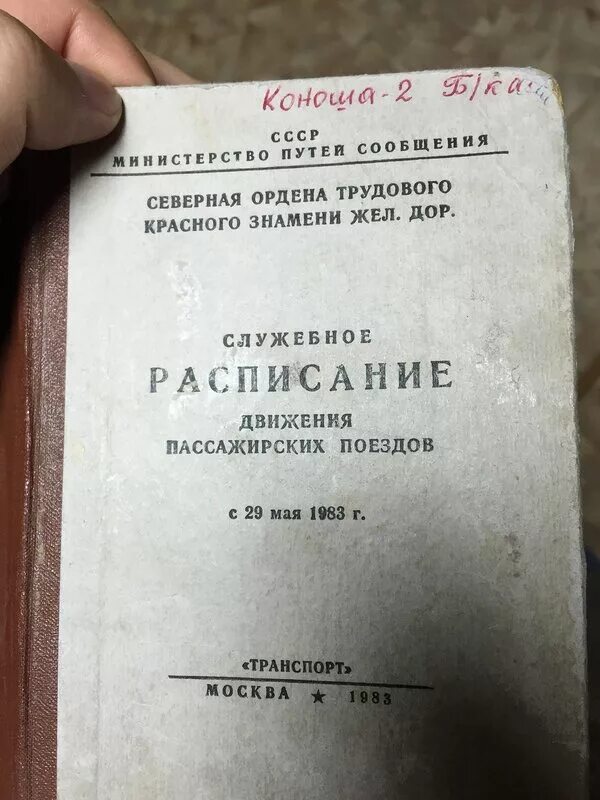 Коноша-2 Б/ка
СССР
МИНИСТЕРСТВО ПУТЕЙ СООБЩЕНИЯ
СЕВЕРНАЯ ОРДЕНА ТРУДОВОГО
КРАСНОГО ЗНАМЕНИ ЖЕЛ. ДОР.
СЛУЖЕБНОЕ
РАСПИСАНИЕ
ДВИЖЕНИЯ
ПАССАЖИРСКИХ ПОЕЗДОВ
с 29 мая 1983 г.
«ТРАНСПОРТ»
МОСКВА ★ 1983